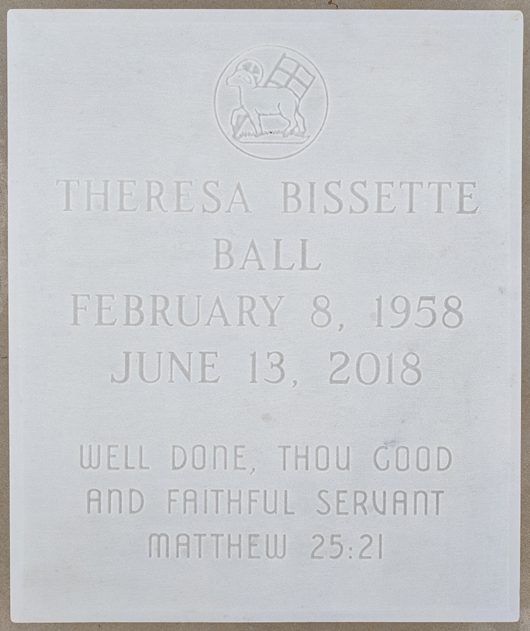 THERESA BISSETTE
BALL
FEBRUARY 8, 1958
JUNE 13, 2018
WELL DONE, THOU GOOD
AND FAITHFUL SERVANT
MATTHEW 25:21